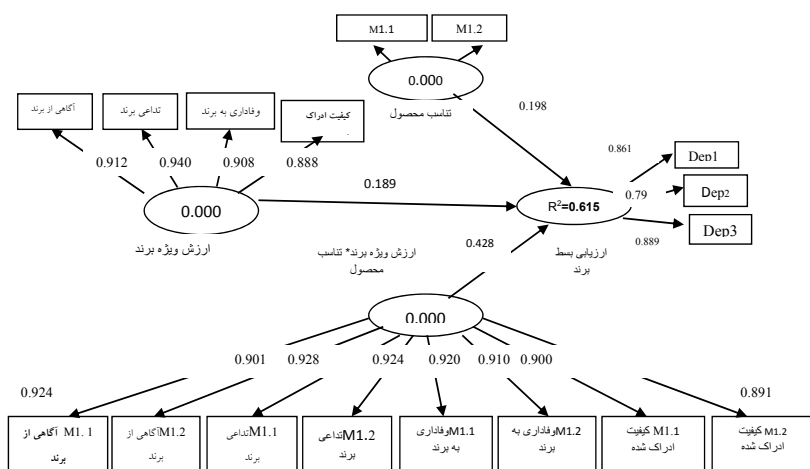 M1.1
M1.2
0.000
تناسب محصول
0.198
آگاهی از برند
تداعی برند
وفاداری به برند
کیفیت ادراک
0.912
0.940
0.908
0.888
0.000
ارزش ویژه برند
0.189
R²=0.615
ارزیابی بسط
برند
0.861
0.79
0.889
Dep1
Dep2
Dep3
ارزش ویژه برند* تناسب
محصول
0.428
0.000
0.924
0.901
0.928
0.924
0.920
0.910
0.900
0.891
M1. 1 آگاهی از
برند
M1.2آگاهی از
برند
M1.1تداعی
برند
M1.2تداعی
برند
M1.1وفاداری
به برند
M1.2وفاداری به
برند
M1.1 کیفیت
ادراک شده
M1.2 کیفیت
ادراک شده